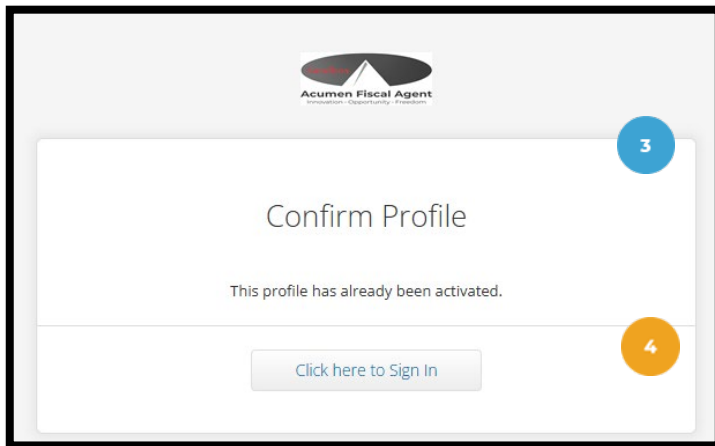 Acumen Fiscal Agent
Innovation - Opportunity - Freedom
3
Confirm Profile
This profile has already been activated.
4
Click here to Sign In